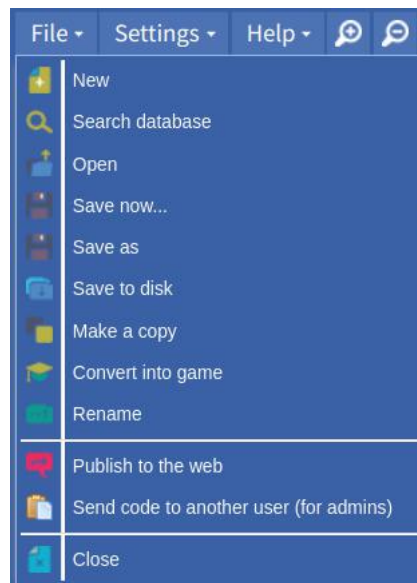 File Settings Help
New
Search database
Open
Save now...
Save as
Save to disk
Make a copy
Convert into game
Rename
Publish to the web
Send code to another user (for admins)
Close